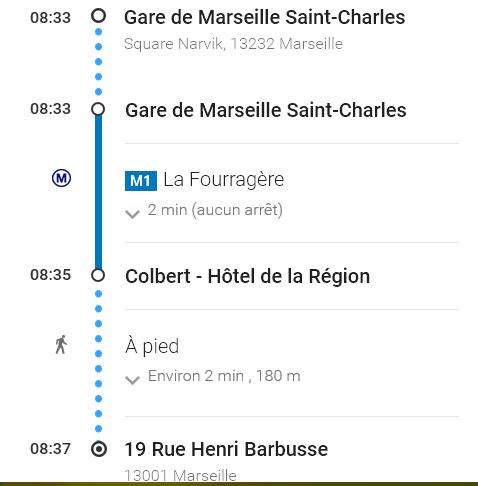 08:33 Gare de Marseille Saint-Charles
Square Narvik, 13232 Marseille
08:33 Gare de Marseille Saint-Charles
M M1 La Fourragère
2 min (aucun arrêt)
08:35 Colbert - Hôtel de la Région
À pied
Environ 2 min , 180 m
08:37 19 Rue Henri Barbusse
13001 Marseille